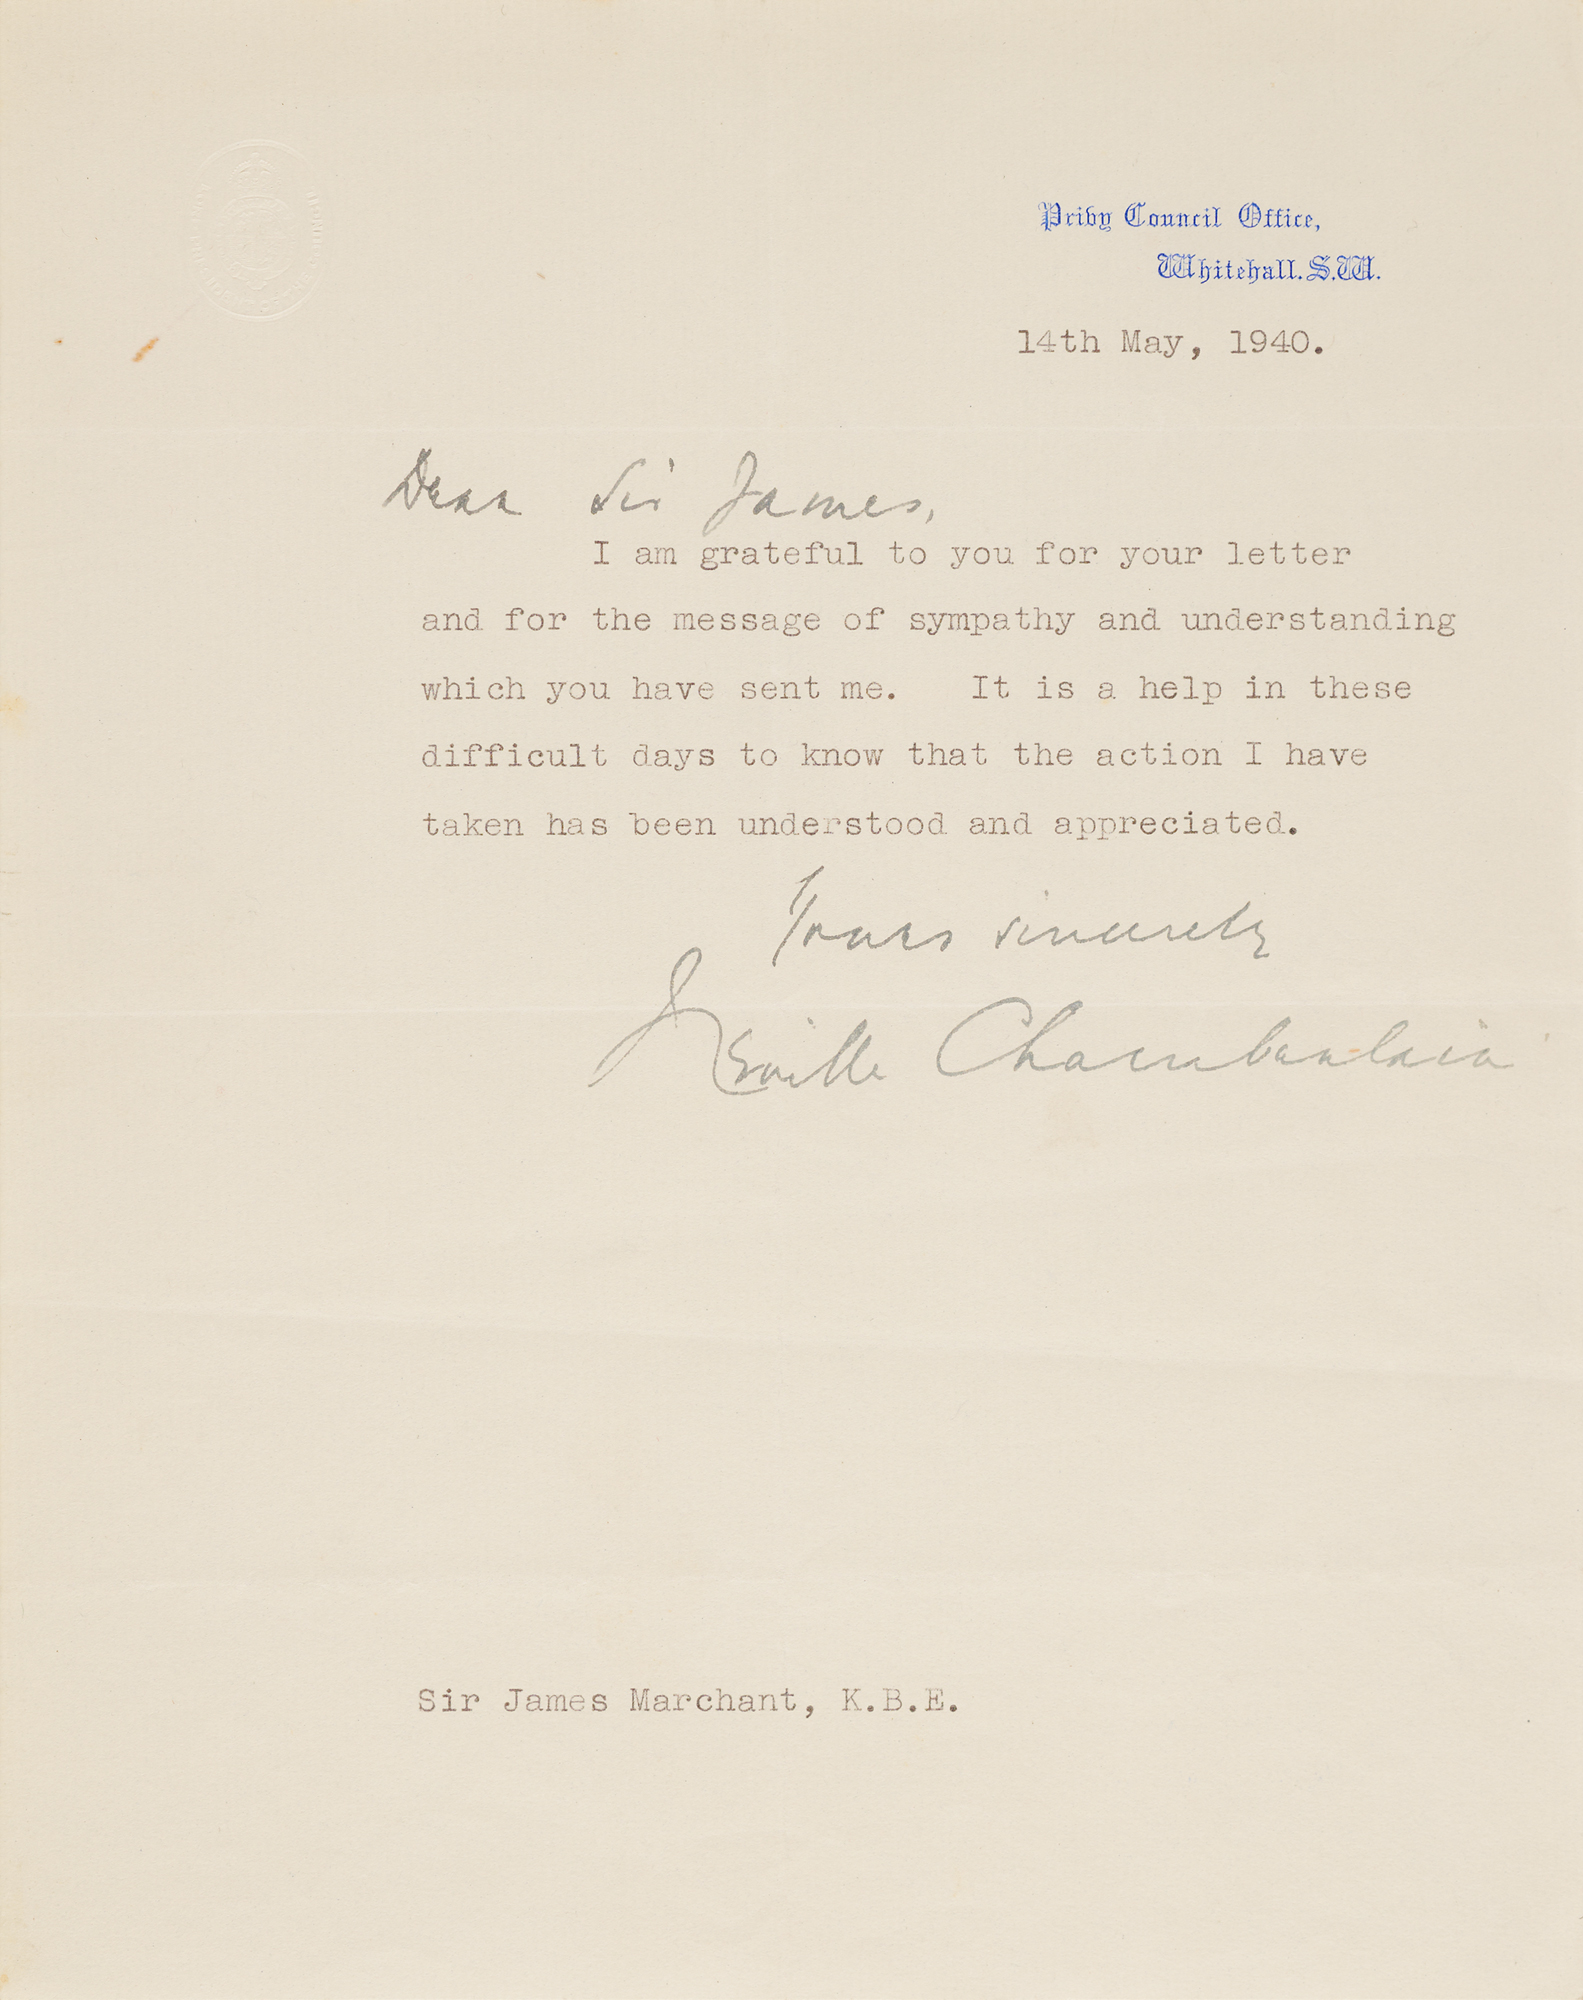 Privy Council Office,
Whitehall. S.W.
14th May, 1940.
Dear Sir James,
I am grateful to you for your letter
and for the message of sympathy and understanding
which you have sent me. It is a help in these
difficult days to know that the action I have
taken has been understood and appreciated.
Yours sincerely
Neville Chamberlain
Sir James Marchant, K.B.E.